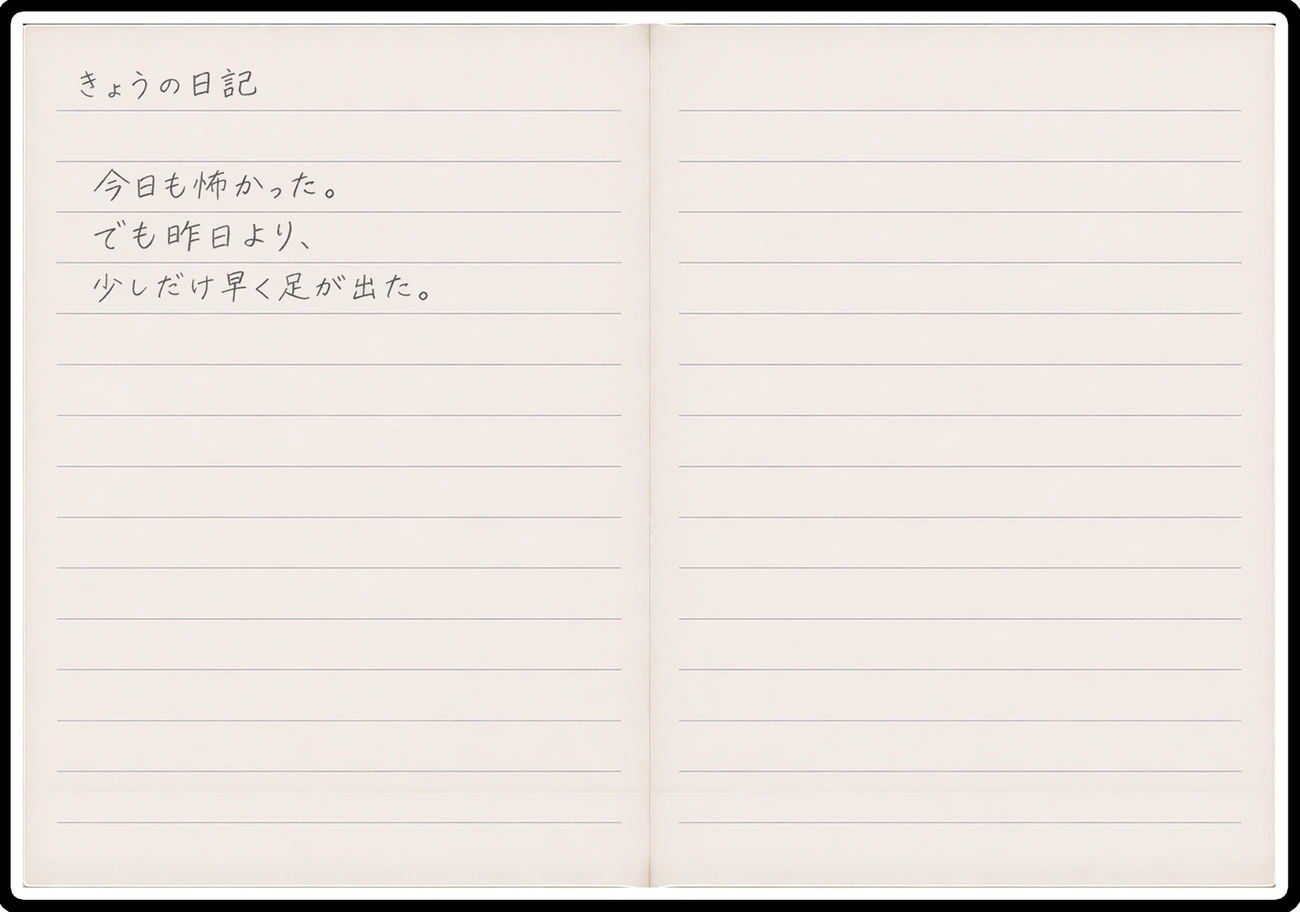 きょうの日記
今日も怖かった。
でも昨日より、
少しだけ早く足が出た。